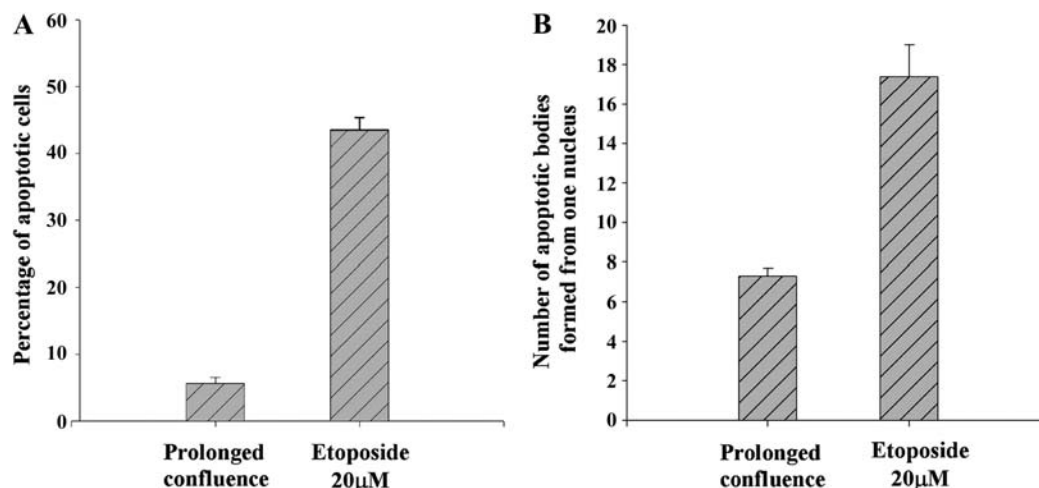 A
Percentage of apoptotic cells
60
50
40
30
20
10
0
Prolonged
confluence
Etoposide
20μM
B
Number of apoptotic bodies
formed from one nucleus
20
18
16
14
12
10
8
6
4
2
0
Prolonged
confluence
Etoposide
20μM